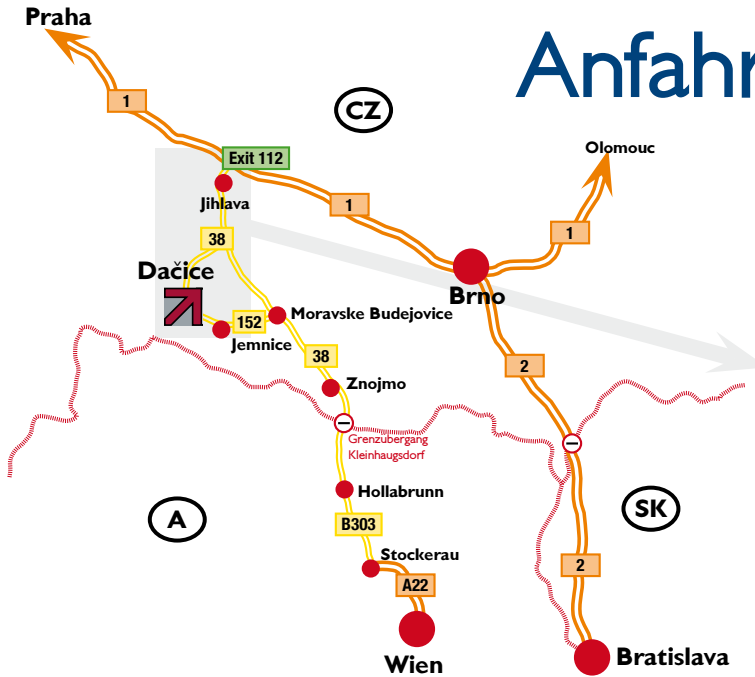 Praha
Anfahr
1
CZ
Exit 112
Olomouc
Jihlava
1
1
38
Dačice
Brno
152
Moravske Budejovice
Jemnice
38
2
Znojmo
Grenzübergang
Kleinhaugsdorf
Hollabrunn
A
SK
B303
Stockerau
2
A22
Wien
Bratislava